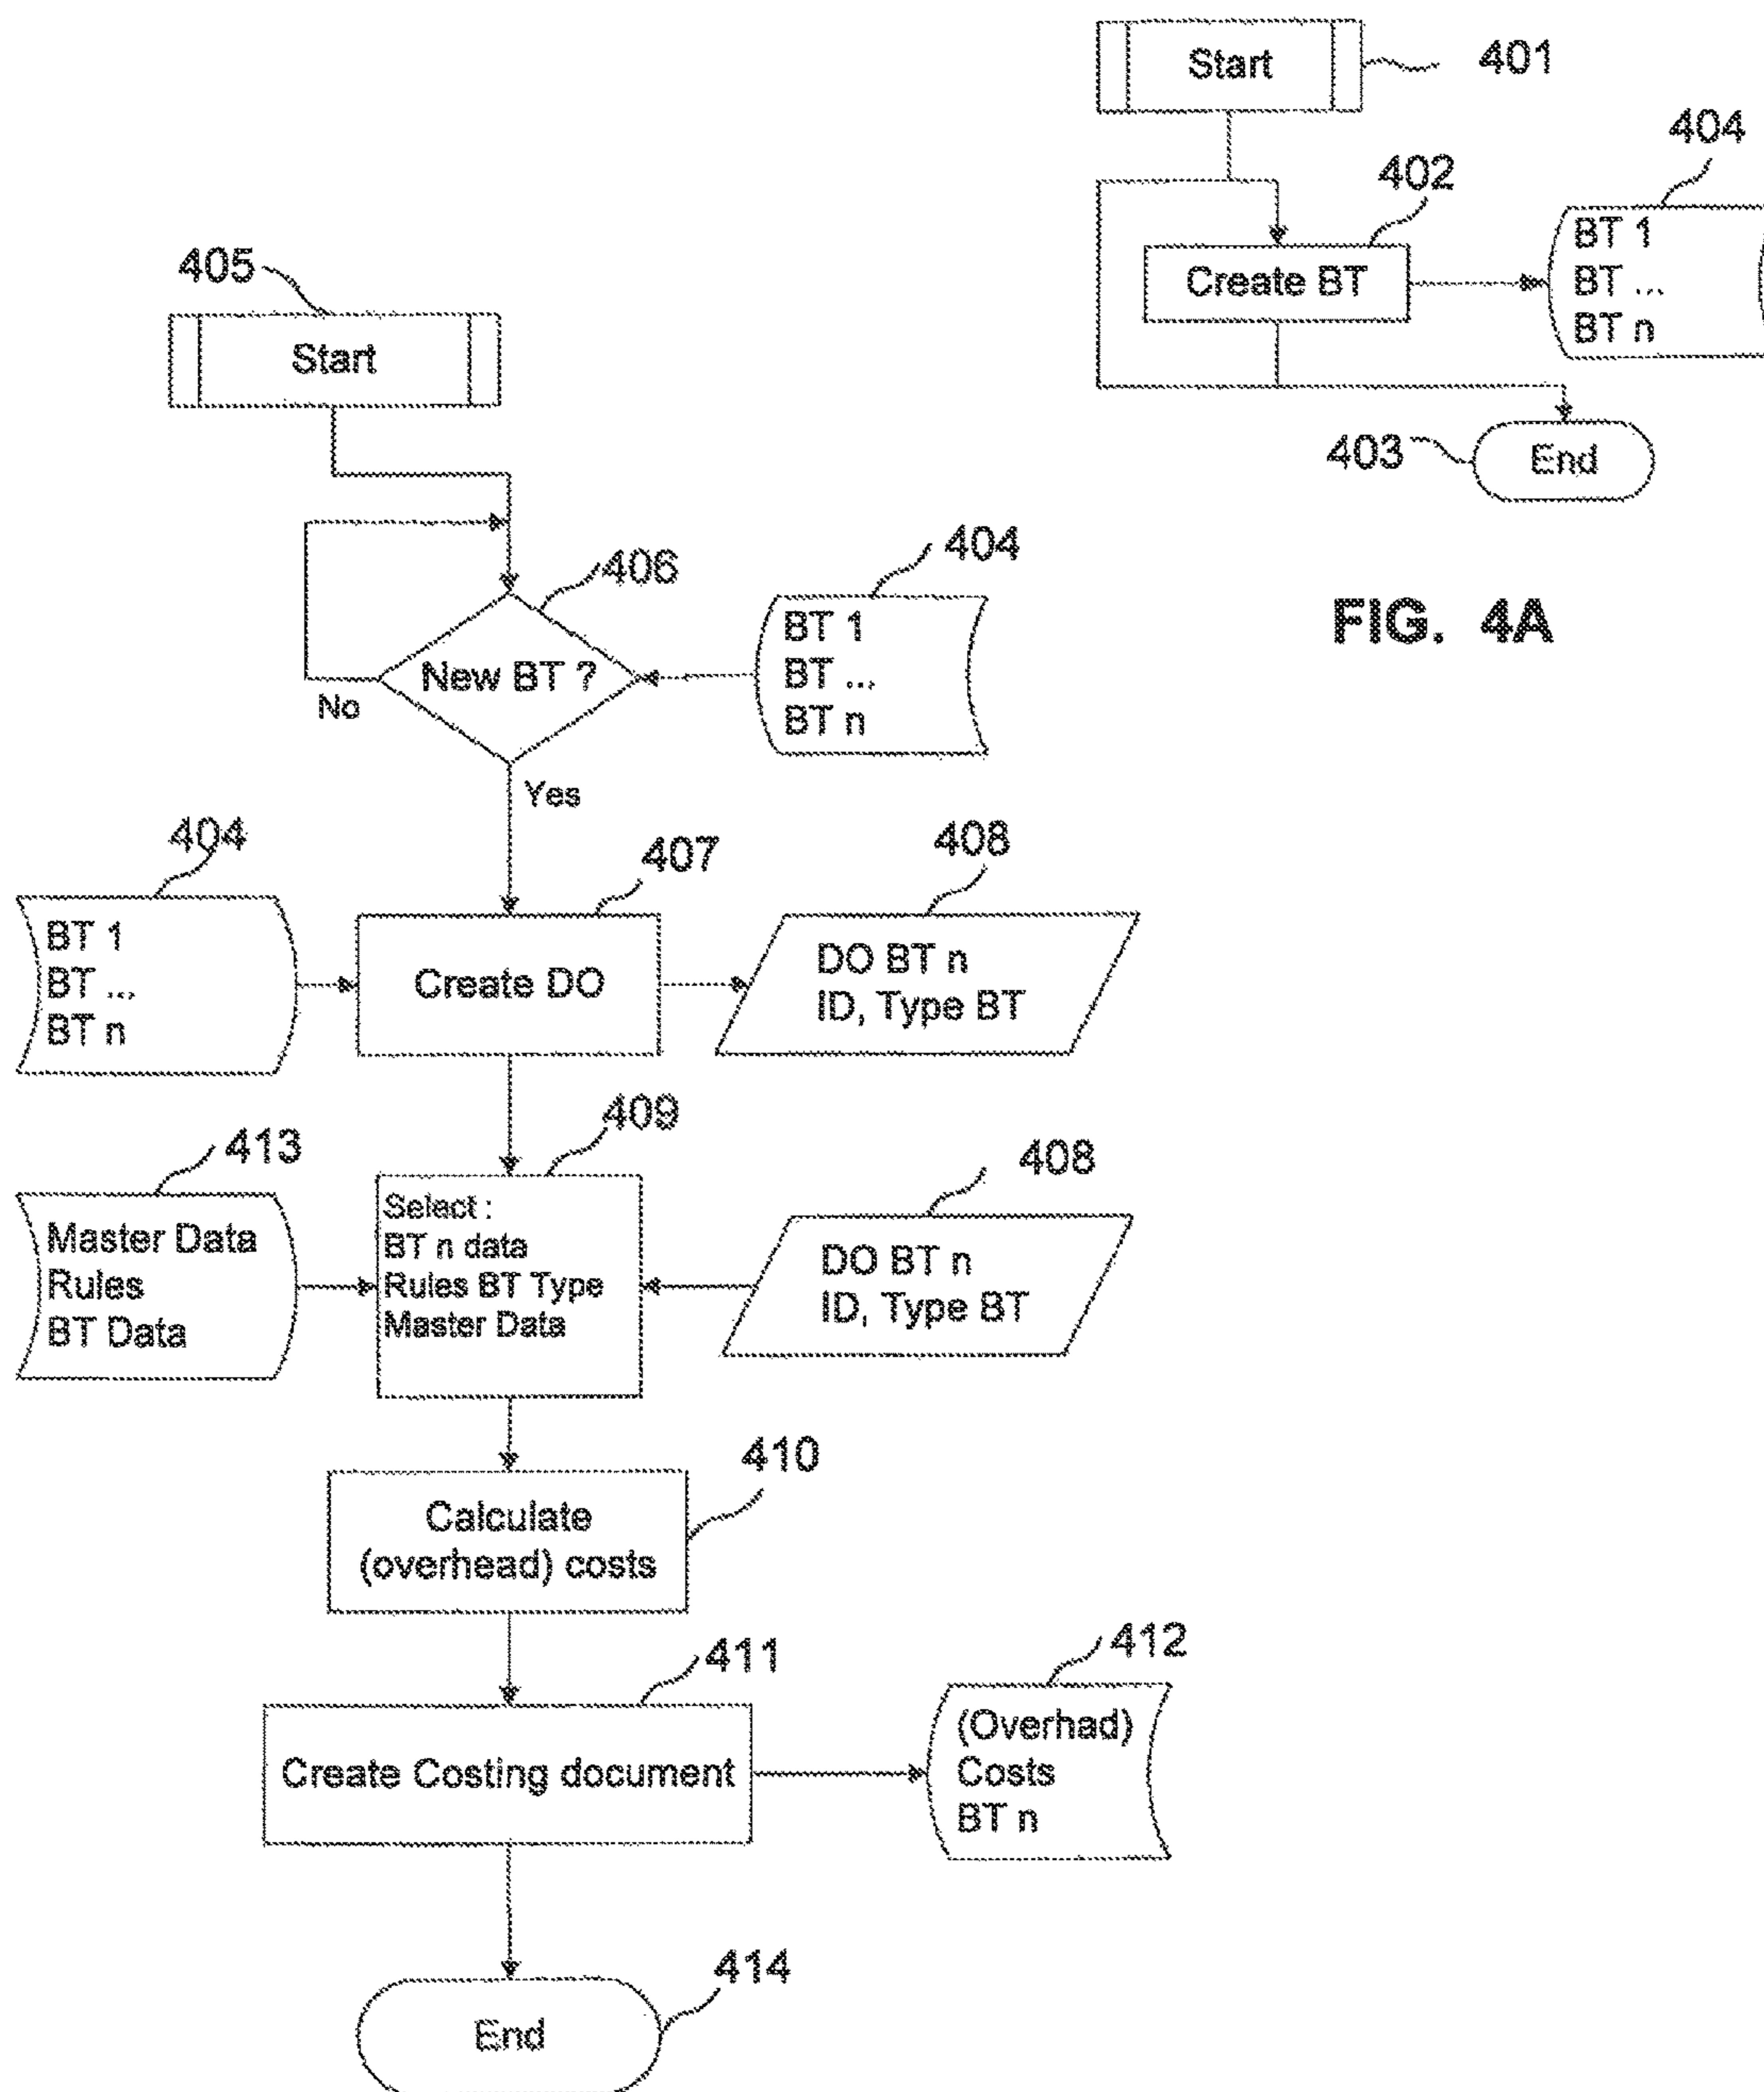 Start
401
404
402
BT 1
BT ...
BT n
Create BT
403
End
FIG. 4A
405
Start
406
404
New BT ?
BT 1
BT ...
BT n
No
Yes
404
407
408
BT 1
BT ...
BT n
Create DO
DO BT n
ID, Type BT
413
409
408
Master Data
Rules
BT Data
Select :
BT n data
Rules BT Type
Master Data
DO BT n
ID, Type BT
410
Calculate
(overhead) costs
411
412
Create Costing document
(Overhad)
Costs
BT n
414
End